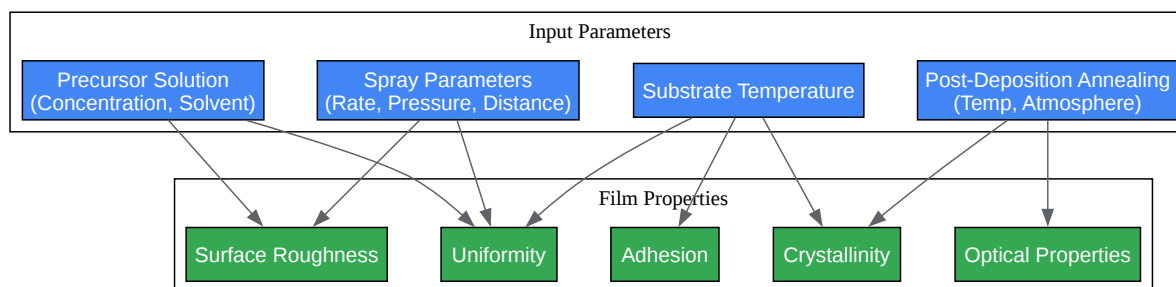 Input Parameters
Precursor Solution
(Concentration, Solvent)
Spray Parameters
(Rate, Pressure, Distance)
Substrate Temperature
Post-Deposition Annealing
(Temp, Atmosphere)
Film Properties
Surface Roughness
Uniformity
Adhesion
Crystallinity
Optical Properties